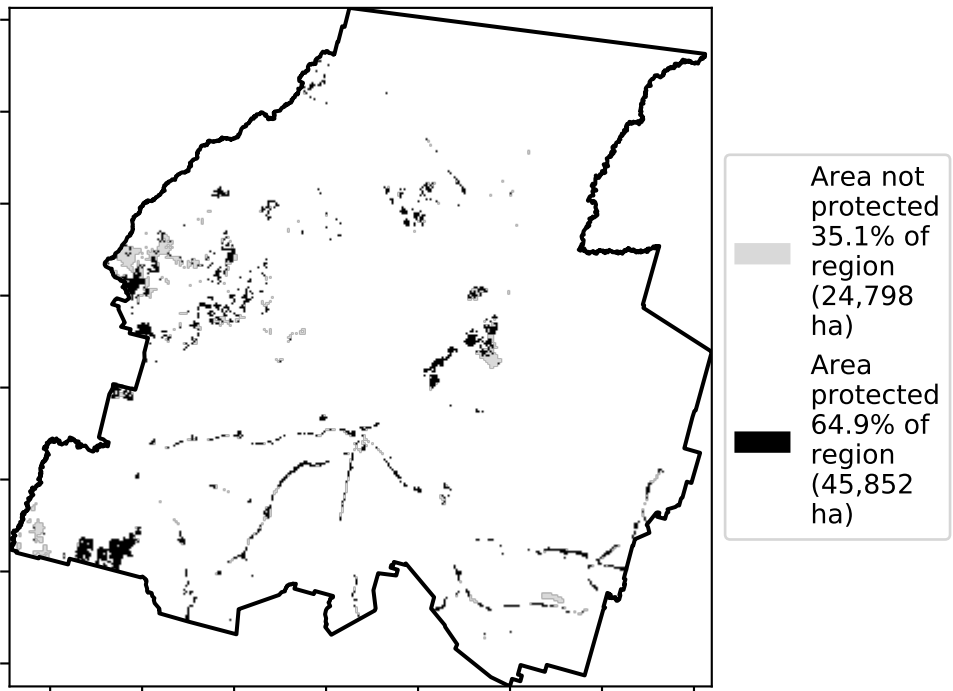 Area not
protected
35.1% of
region
(24,798
ha)
Area
protected
64.9% of
region
(45,852
ha)